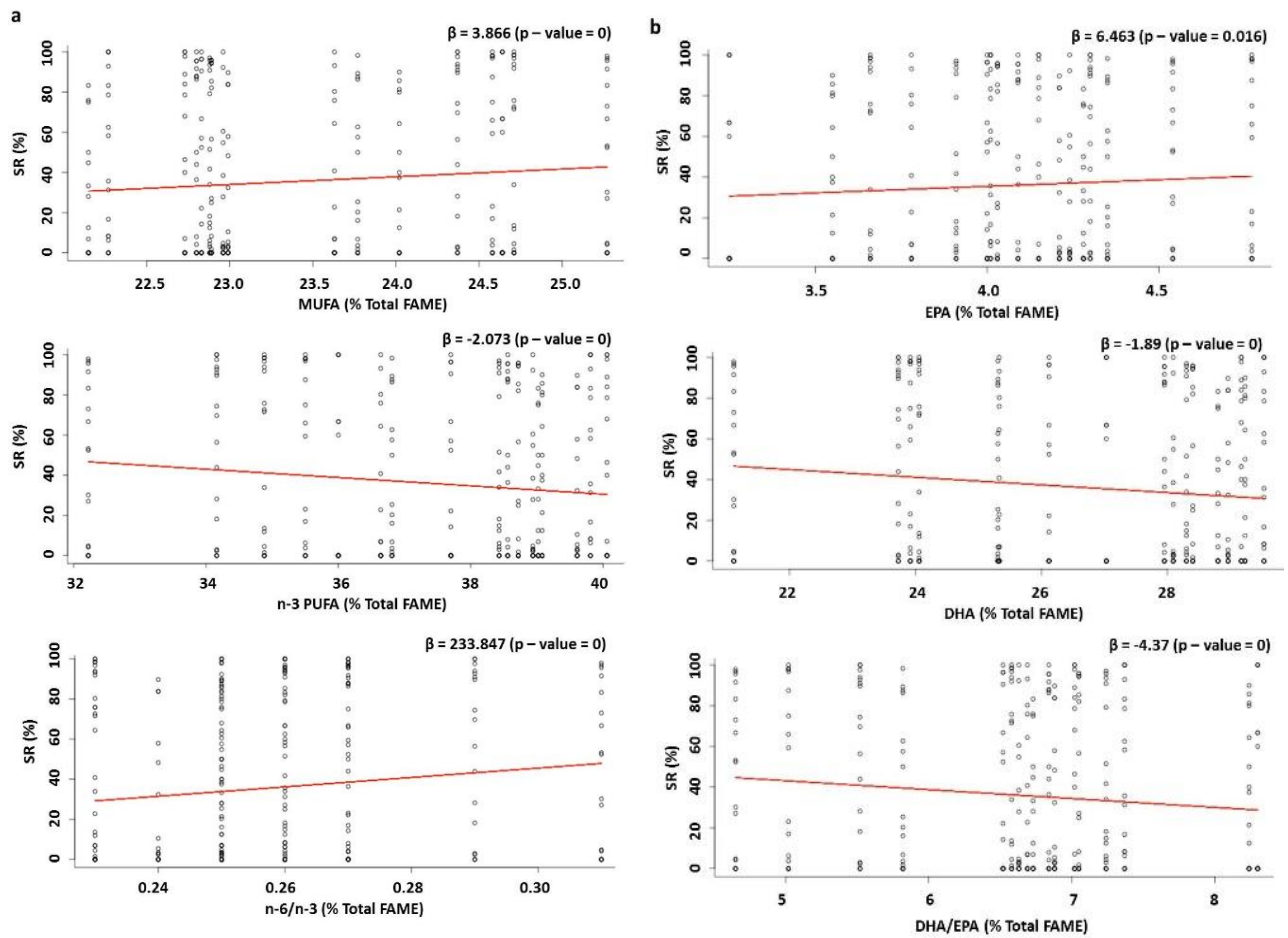 a
β = 3.866 (p – value = 0)
SR (%)
0 20 40 60 80 100
22.5 23.0 23.5 24.0 24.5 25.0
MUFA (% Total FAME)
β = -2.073 (p – value = 0)
SR (%)
0 20 40 60 80 100
32 34 36 38 40
n-3 PUFA (% Total FAME)
β = 233.847 (p – value = 0)
SR (%)
0 20 40 60 80 100
0.24 0.26 0.28 0.30
n-6/n-3 (% Total FAME)
b
β = 6.463 (p – value = 0.016)
SR (%)
0 20 40 60 80 100
3.5 4.0 4.5
EPA (% Total FAME)
β = -1.89 (p – value = 0)
SR (%)
0 20 40 60 80 100
22 24 26 28
DHA (% Total FAME)
β = -4.37 (p – value = 0)
SR (%)
0 20 40 60 80 100
5 6 7 8
DHA/EPA (% Total FAME)